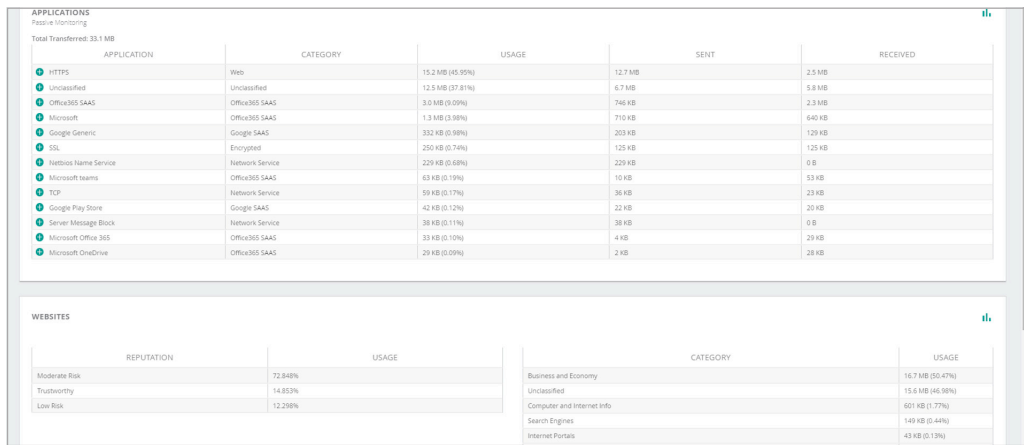 APPLICATIONS
Passive Monitoring
Total Transferred: 33.1 MB
APPLICATION CATEGORY USAGE SENT RECEIVED
HTTPS Web 15.2 MB (45.95%) 12.7 MB 2.5 MB
Unclassified Unclassified 12.5 MB (37.81%) 6.7 MB 5.8 MB
Office365 SAAS Office365 SAAS 3.0 MB (9.09%) 746 KB 2.3 MB
Microsoft Office365 SAAS 1.3 MB (3.98%) 710 KB 640 KB
Google Generic Google SAAS 332 KB (0.98%) 203 KB 129 KB
SSL Encrypted 250 KB (0.74%) 125 KB 125 KB
Netbios Name Service Network Service 229 KB (0.68%) 229 KB 0 B
Microsoft teams Office365 SAAS 63 KB (0.19%) 10 KB 53 KB
TCP Network Service 59 KB (0.17%) 36 KB 23 KB
Google Play Store Google SAAS 42 KB (0.12%) 22 KB 20 KB
Server Message Block Network Service 38 KB (0.11%) 38 KB 0 B
Microsoft Office 365 Office365 SAAS 33 KB (0.10%) 4 KB 29 KB
Microsoft OneDrive Office365 SAAS 29 KB (0.09%) 2 KB 28 KB
WEBSITES
REPUTATION USAGE
Moderate Risk 72.848%
Trustworthy 14.853%
Low Risk 12.298%
CATEGORY USAGE
Business and Economy 16.7 MB (50.47%)
Unclassified 15.6 MB (46.98%)
Computer and Internet Info 601 KB (1.77%)
Search Engines 149 KB (0.44%)
Internet Portals 43 KB (0.13%)